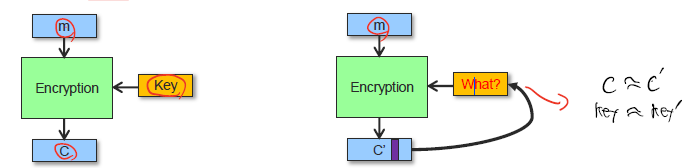 m
Encryption
Key
C
m
Encryption
What?
C'
C ≈ C'
key ≈ key'